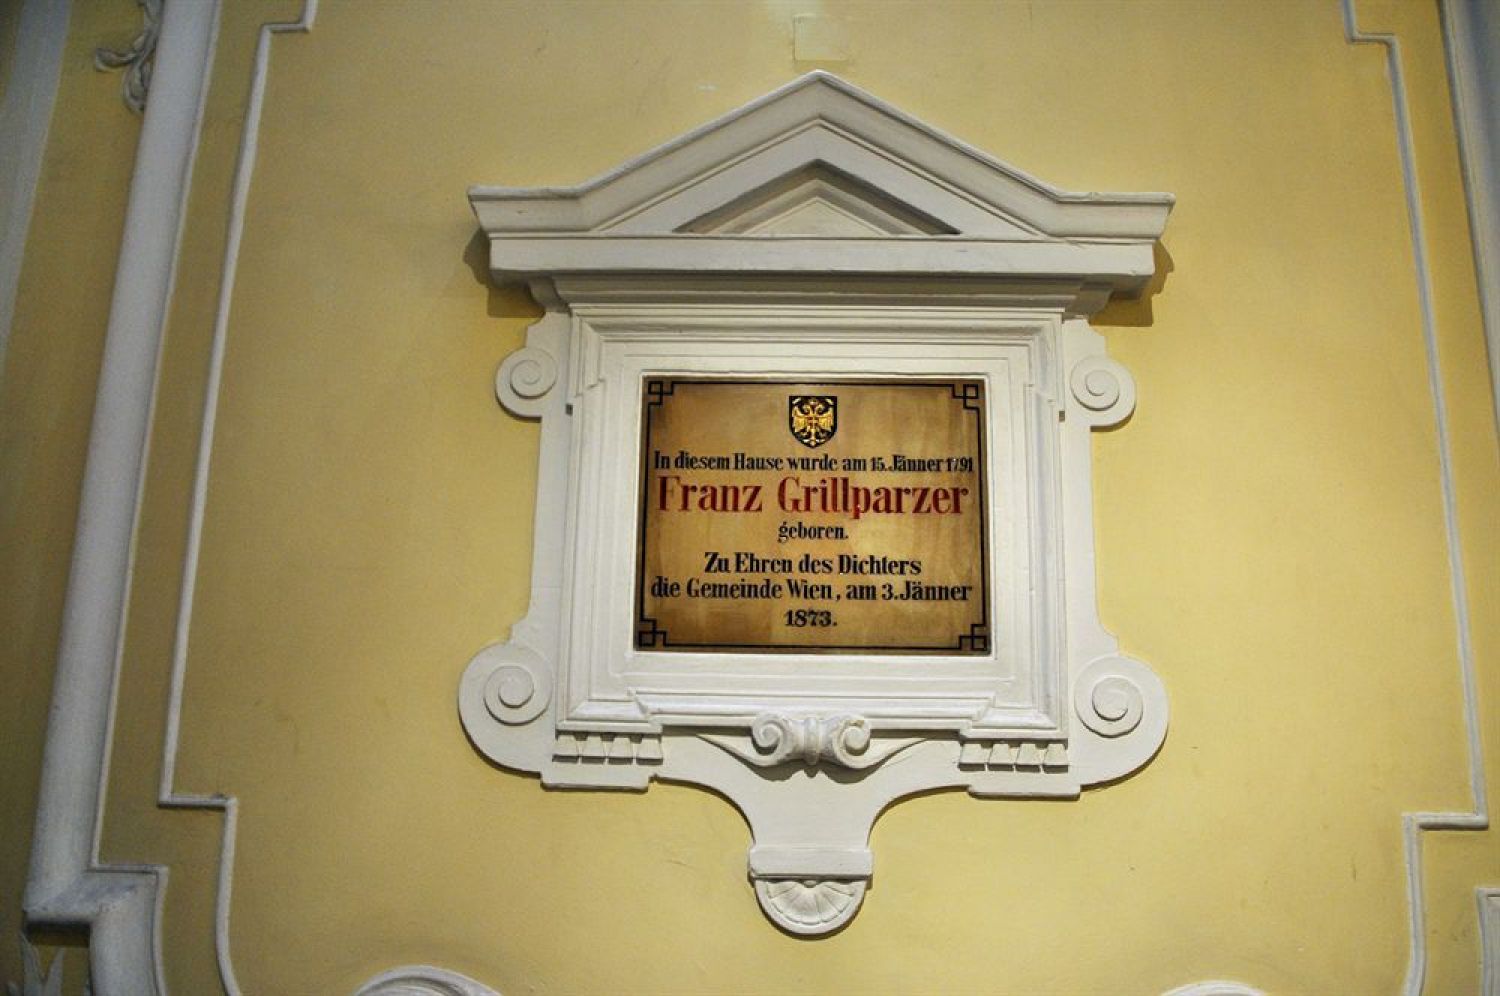 In diesem Hause wurde am 15. Jänner 1791
Franz Grillparzer
geboren.
Zu Ehren des Dichters
die Gemeinde Wien, am 3. Jänner
1873.